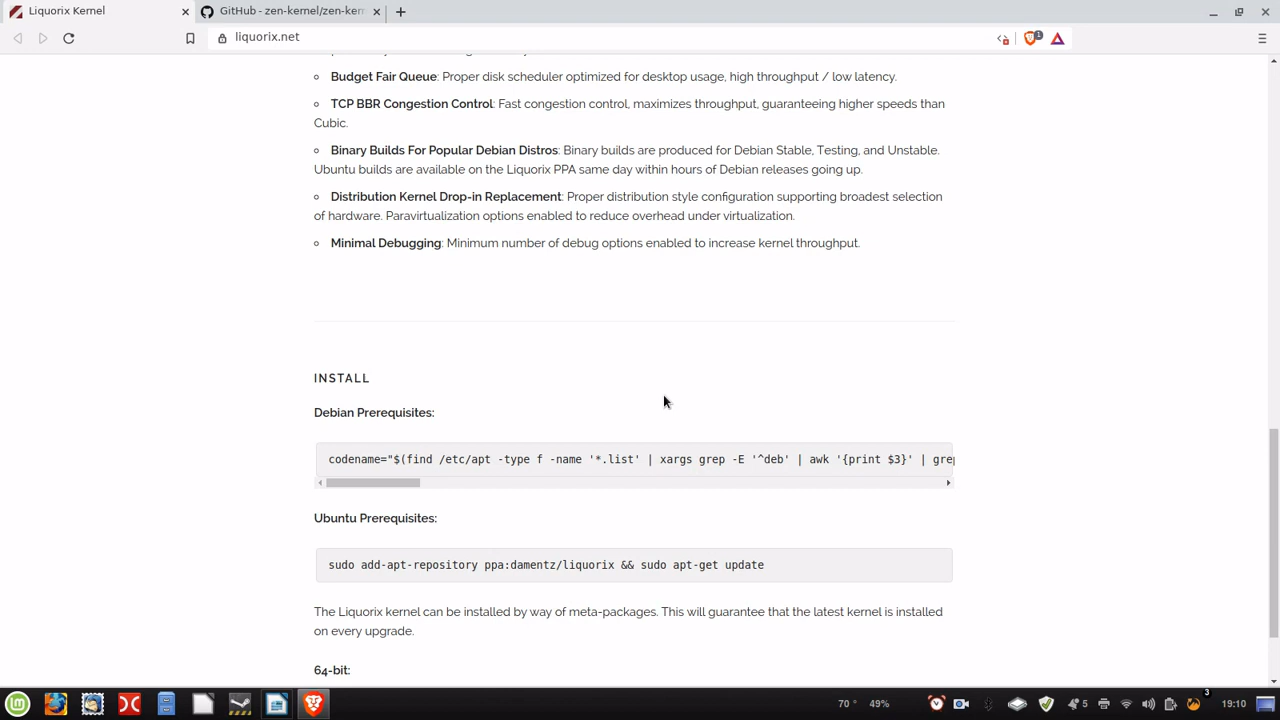 Liquorix Kernel
GitHub - zen-kernel/zen-ker
liquorix.net
1
Budget Fair Queue: Proper disk scheduler optimized for desktop usage, high throughput / low latency.
TCP BBR Congestion Control: Fast congestion control, maximizes throughput, guaranteeing higher speeds than
Cubic.
Binary Builds For Popular Debian Distros: Binary builds are produced for Debian Stable, Testing, and Unstable.
Ubuntu builds are available on the Liquorix PPA same day within hours of Debian releases going up.
Distribution Kernel Drop-in Replacement: Proper distribution style configuration supporting broadest selection
of hardware. Paravirtualization options enabled to reduce overhead under virtualization.
Minimal Debugging: Minimum number of debug options enabled to increase kernel throughput.
INSTALL
Debian Prerequisites:
codename="$(find /etc/apt -type f -name '*.list' | xargs grep -E '^deb' | awk '{print $3}' | grep
Ubuntu Prerequisites:
sudo add-apt-repository ppa:damentz/liquorix && sudo apt-get update
The Liquorix kernel can be installed by way of meta-packages. This will guarantee that the latest kernel is installed
on every upgrade.
64-bit:
70 ° 49% 5 3 19:10